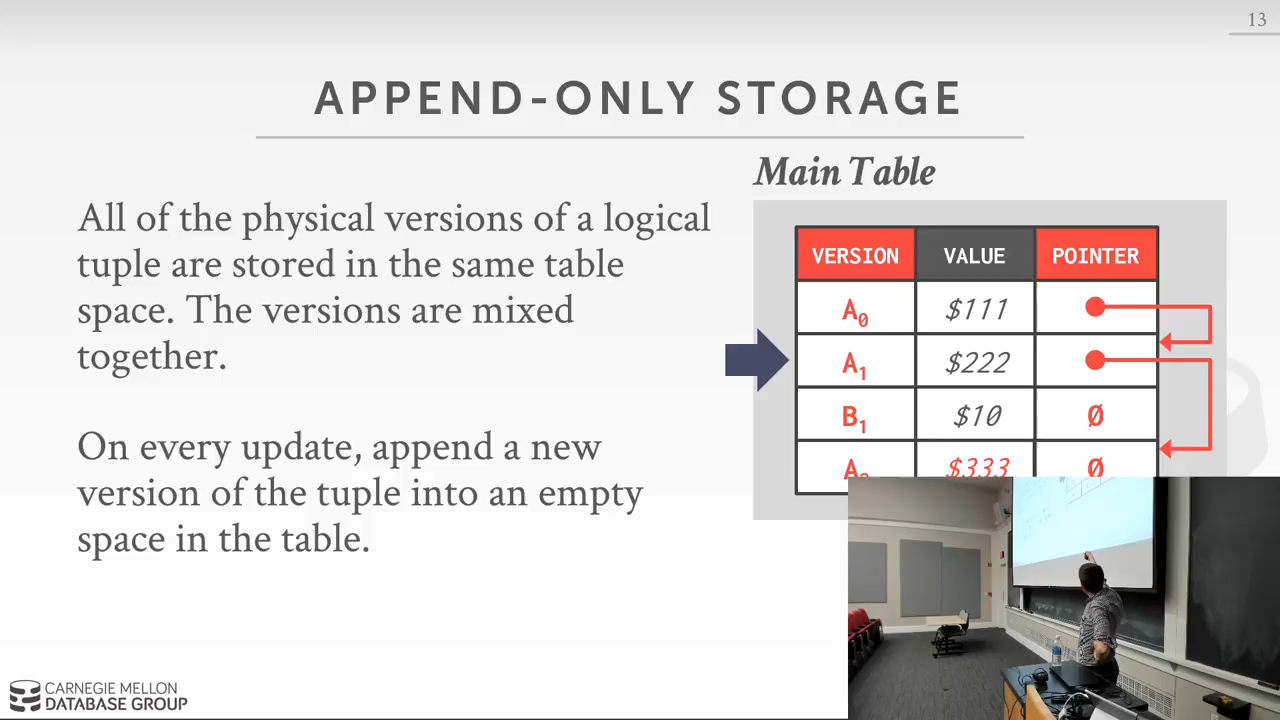 13
APPEND-ONLY STORAGE
Main Table
All of the physical versions of a logical
tuple are stored in the same table
space. The versions are mixed
together.
On every update, append a new
version of the tuple into an empty
space in the table.
VERSION VALUE POINTER
A0 $111
A1 $222
B1 $10 Ø
$333 Ø
CARNEGIE MELLON
DATABASE GROUP